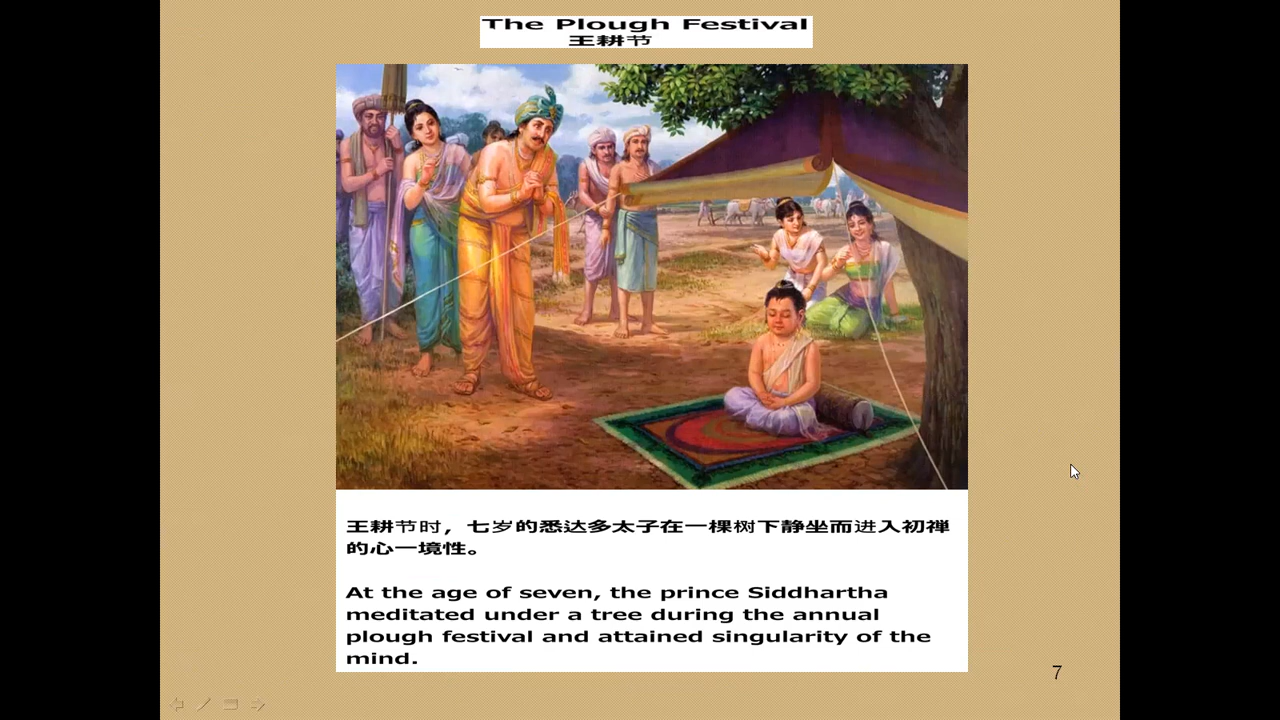 The Plough Festival
王耕节
王耕节时，七岁的悉达多太子在一棵树下静坐而进入初禅
的心一境性。
At the age of seven, the prince Siddhartha
meditated under a tree during the annual
plough festival and attained singularity of the
mind.
7